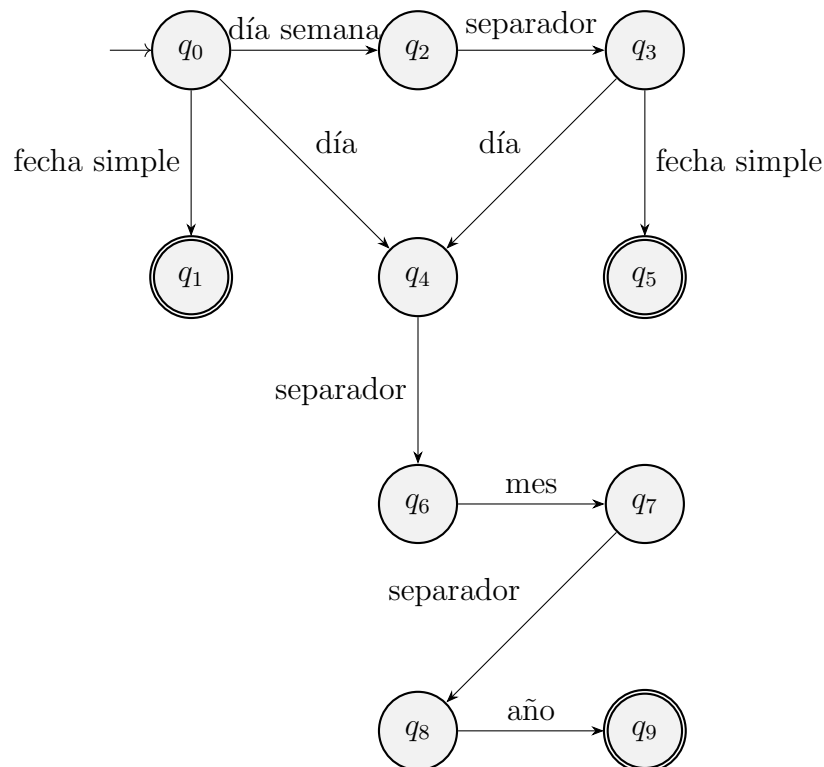 día semana
separador
q0
q2
q3
día
día
fecha simple
fecha simple
q1
q4
q5
separador
mes
q6
q7
separador
año
q8
q9